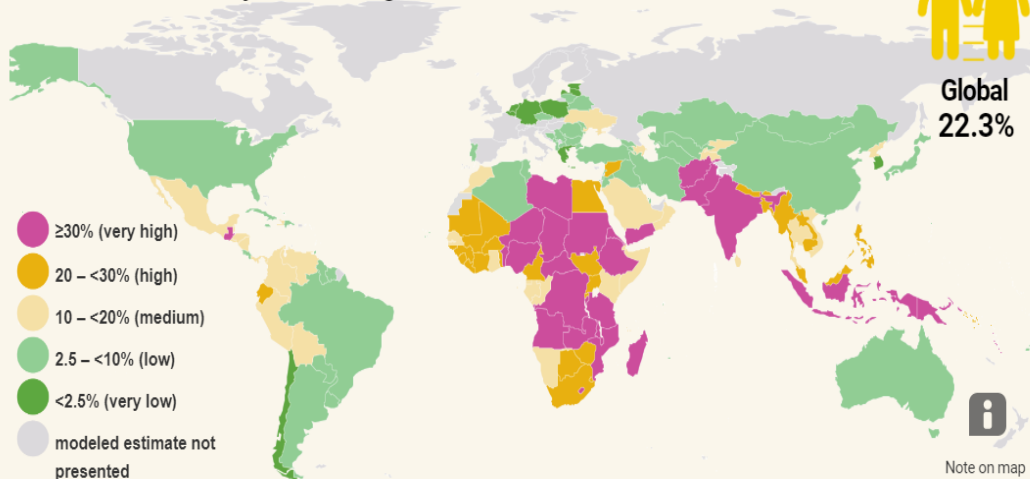 Global
22.3%
≥30% (very high)
20 – <30% (high)
10 – <20% (medium)
2.5 – <10% (low)
<2.5% (very low)
modeled estimate not
presented
i
Note on map